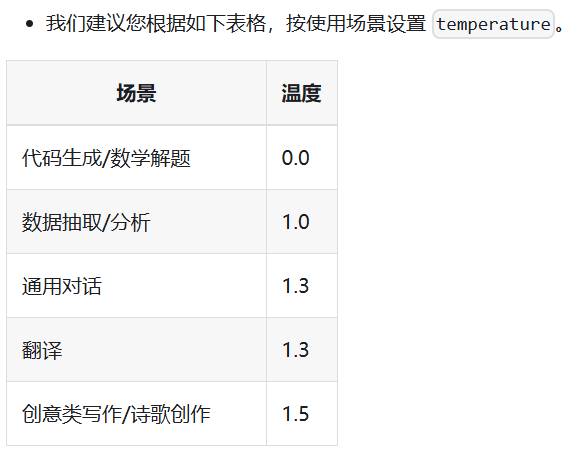 我们建议您根据如下表格，按使用场景设置 temperature。
场景 温度
代码生成/数学解题 0.0
数据抽取/分析 1.0
通用对话 1.3
翻译 1.3
创意类写作/诗歌创作 1.5